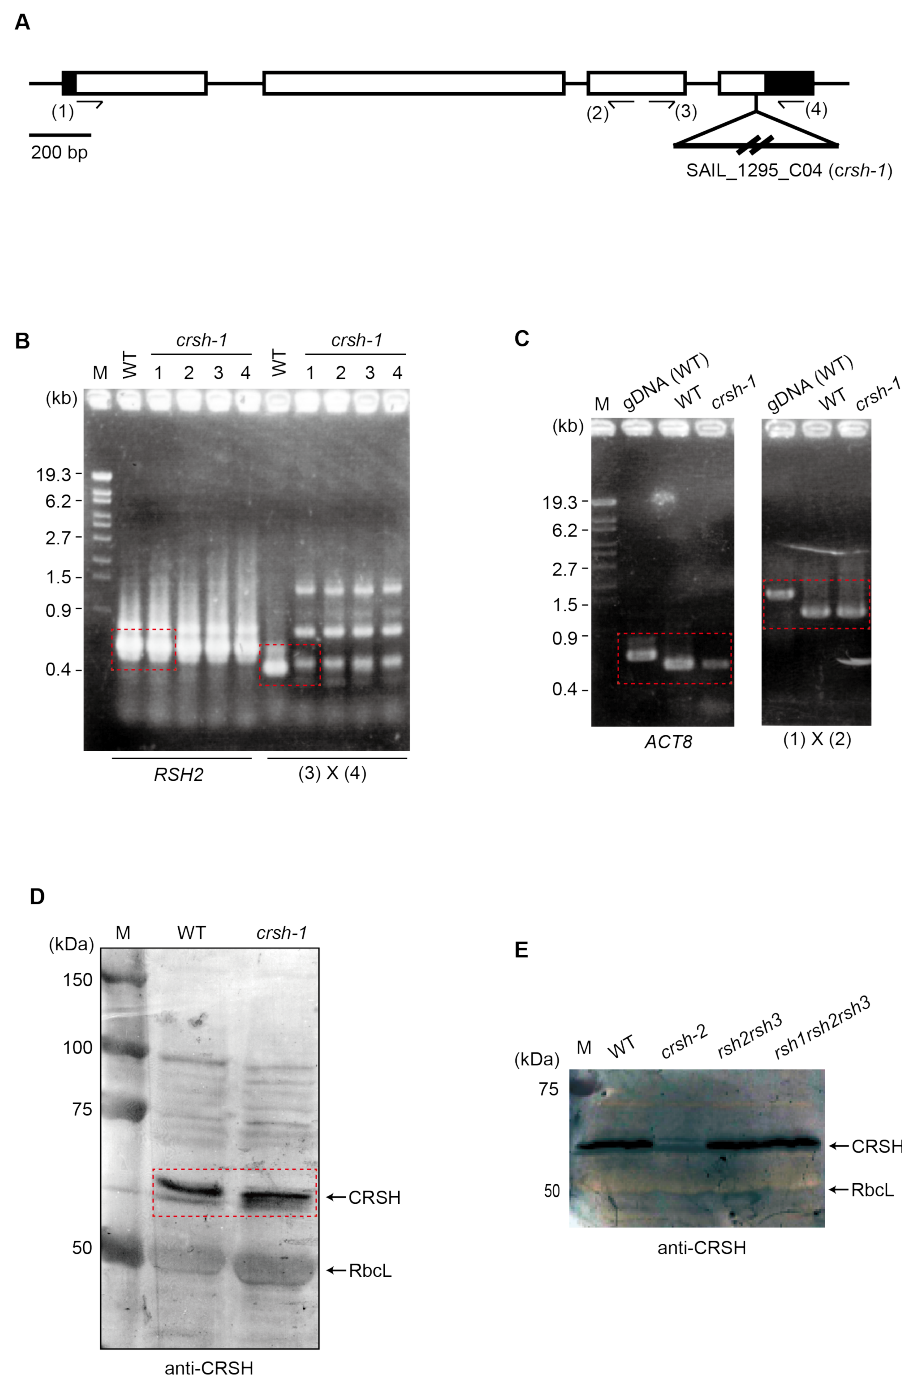 A
(1)
(2)
(3)
(4)
200 bp
SAIL_1295_C04 (crsh-1)
B
crsh-1
crsh-1
M
WT
1
2
3
4
WT
1
2
3
4
(kb)
19.3
6.2
2.7
1.5
0.9
0.4
RSH2
(3) X (4)
C
M
gDNA (WT)
WT
crsh-1
gDNA (WT)
WT
crsh-1
(kb)
19.3
6.2
2.7
1.5
0.9
0.4
ACT8
(1) X (2)
D
M
WT
crsh-1
(kDa)
150
100
75
50
CRSH
RbcL
anti-CRSH
E
M
WT
crsh-2
rsh2rsh3
rsh1rsh2rsh3
(kDa)
75
50
CRSH
RbcL
anti-CRSH